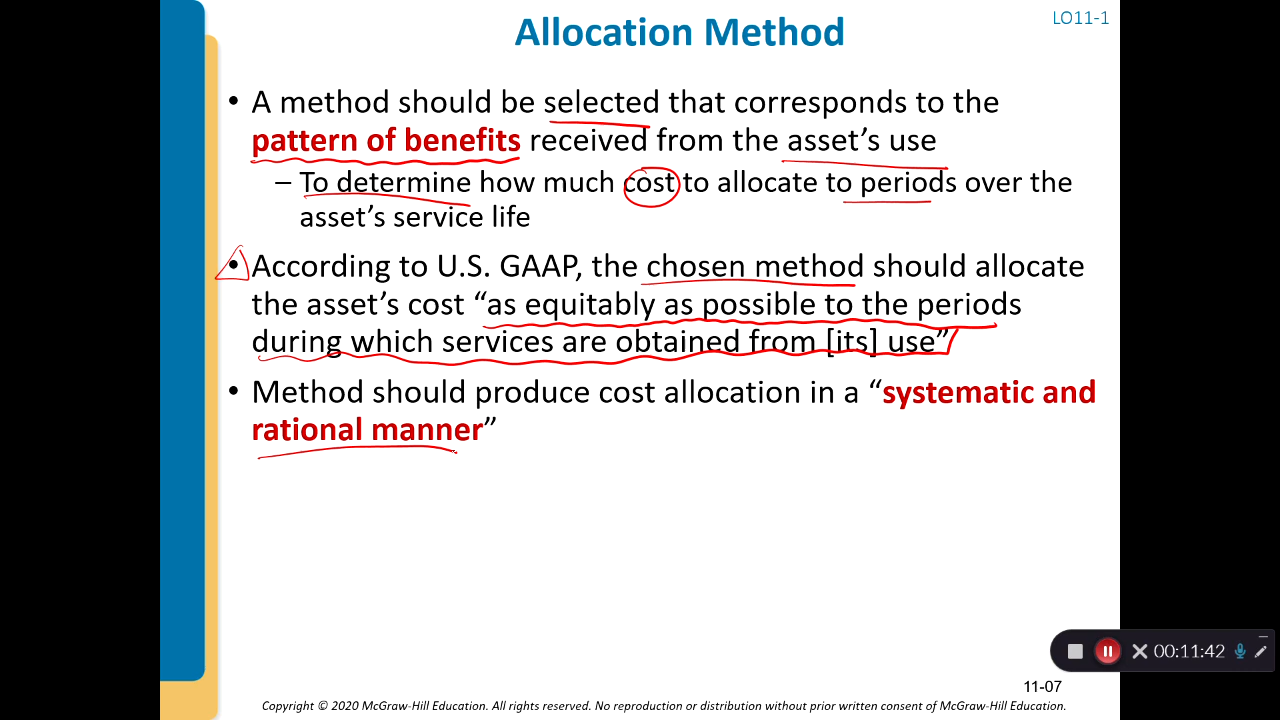 LO11-1
Allocation Method
• A method should be selected that corresponds to the
pattern of benefits received from the asset’s use
– To determine how much cost to allocate to periods over the
asset’s service life
• According to U.S. GAAP, the chosen method should allocate
the asset’s cost “as equitably as possible to the periods
during which services are obtained from [its] use”
• Method should produce cost allocation in a “systematic and
rational manner”
00:11:42
11-07
Copyright © 2020 McGraw-Hill Education. All rights reserved. No reproduction or distribution without prior written consent of McGraw-Hill Education.